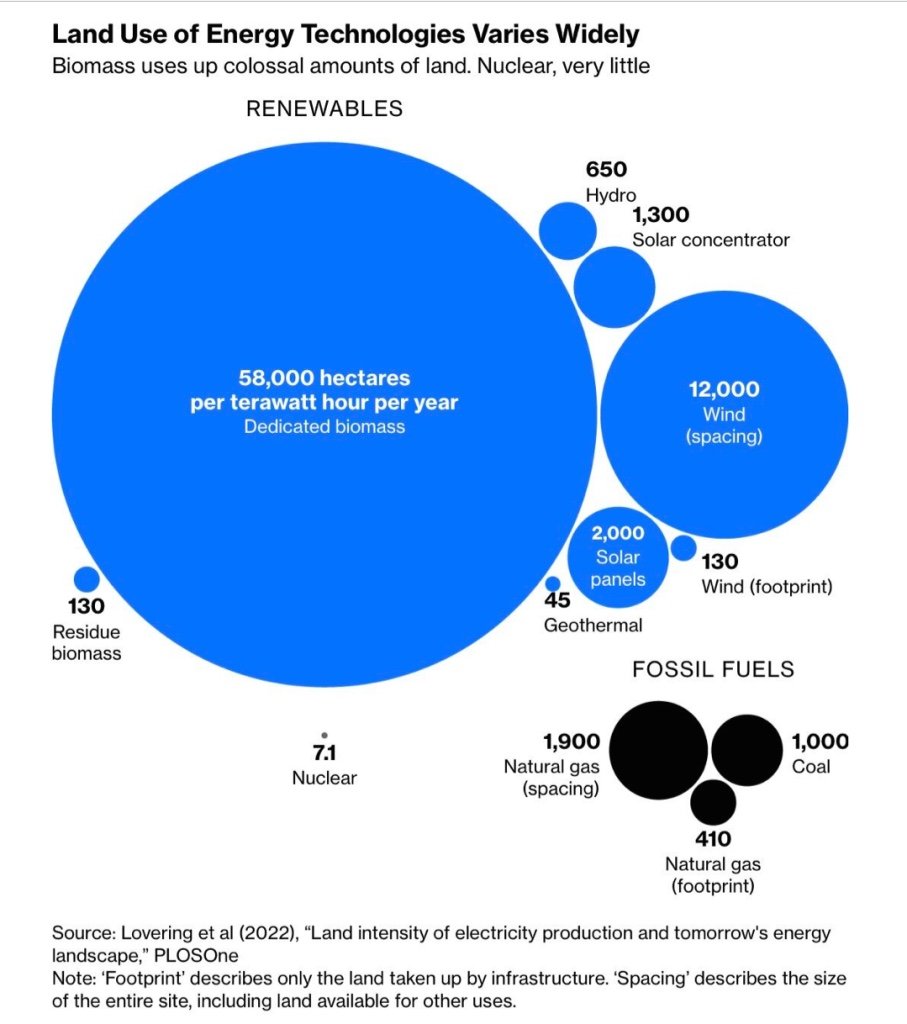 Land Use of Energy Technologies Varies Widely
Biomass uses up colossal amounts of land. Nuclear, very little
RENEWABLES
650
Hydro
1,300
Solar concentrator
58,000 hectares
per terawatt hour per year
Dedicated biomass
12,000
Wind
(spacing)
2,000
Solar
panels
130
Wind (footprint)
45
Geothermal
130
Residue
biomass
7.1
Nuclear
FOSSIL FUELS
1,900
Natural gas
(spacing)
1,000
Coal
410
Natural gas
(footprint)
Source: Lovering et al (2022), “Land intensity of electricity production and tomorrow's energy
landscape,” PLOSOne
Note: ‘Footprint’ describes only the land taken up by infrastructure. ‘Spacing’ describes the size
of the entire site, including land available for other uses.